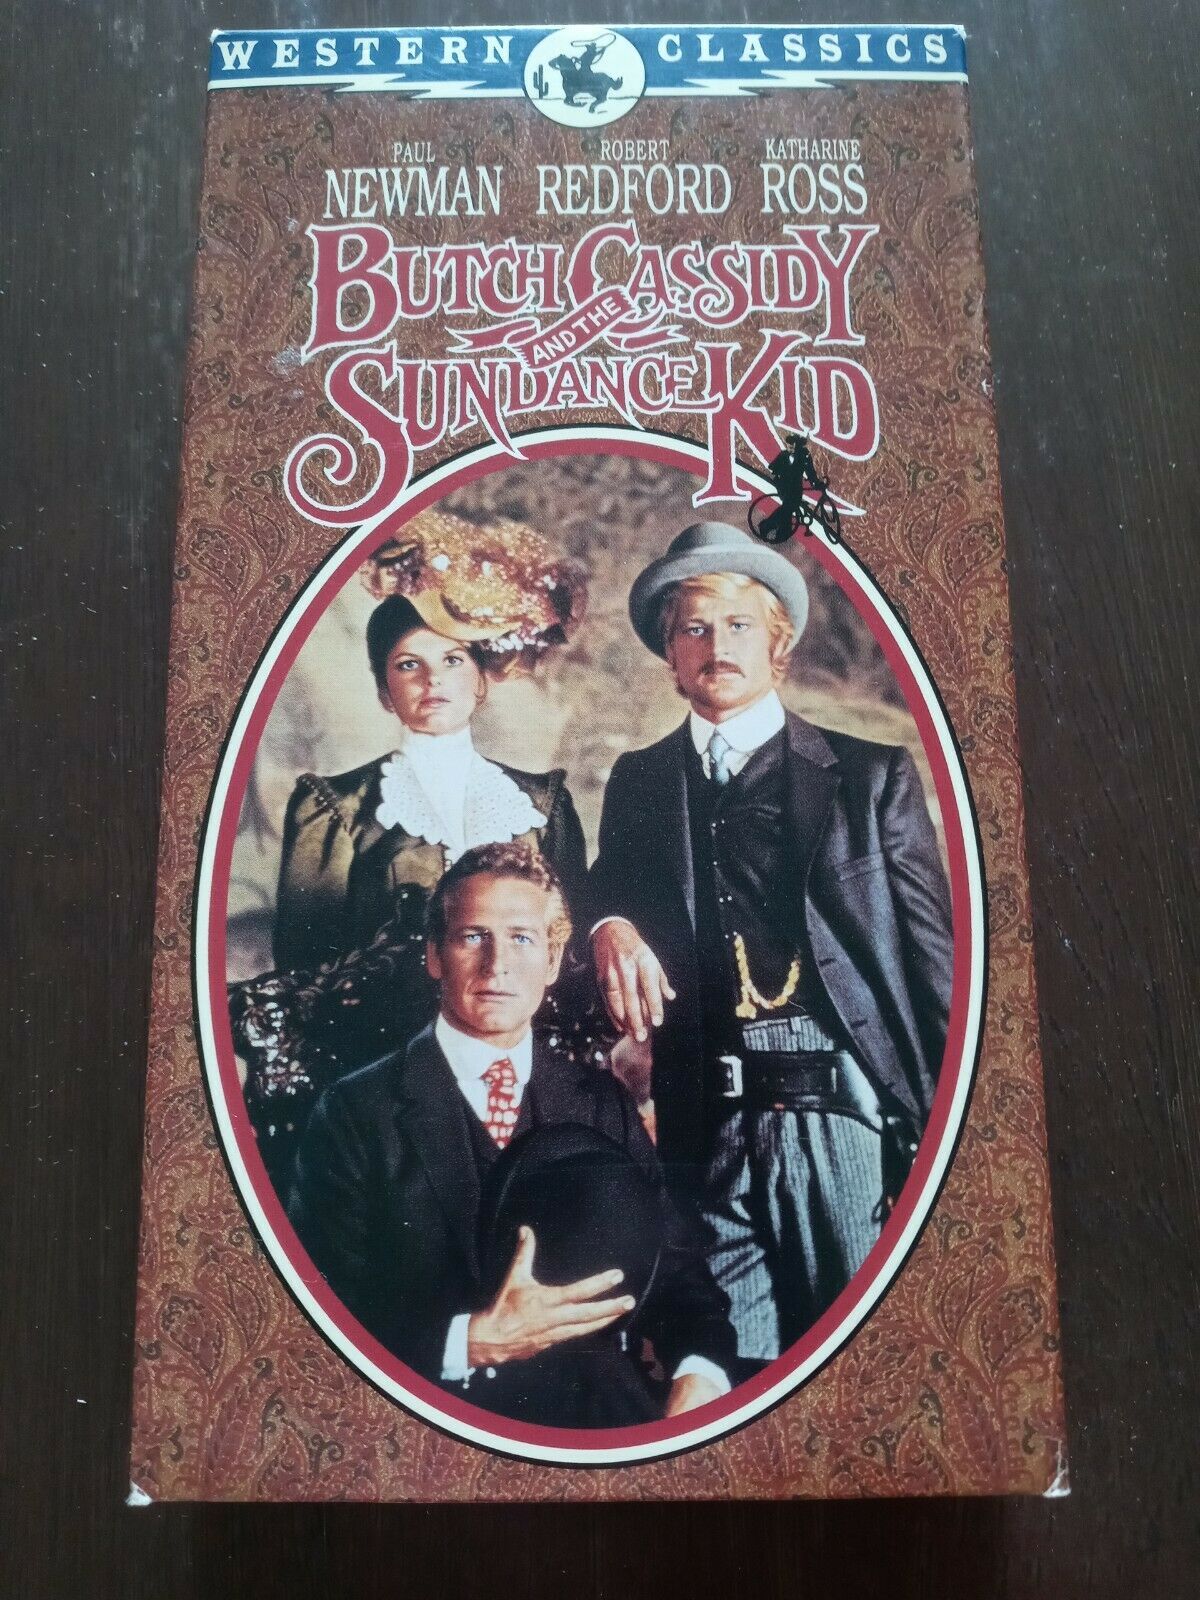 WESTERN CLASSICS
PAUL ROBERT KATHARINE
NEWMAN REDFORD ROSS
BUTCH CASSIDY
AND THE
SUNDANCE KID